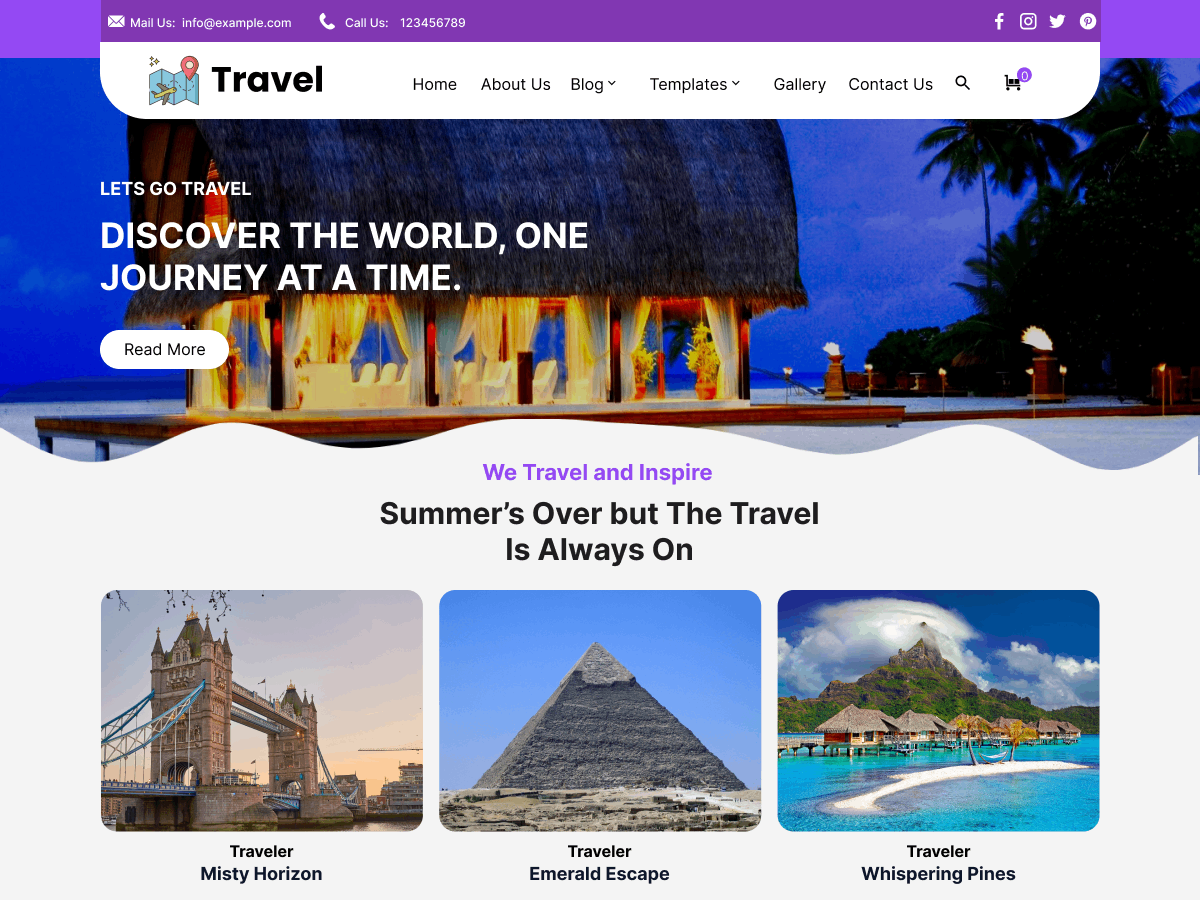 Mail Us: info@example.com Call Us: 123456789
Travel Home About Us Blog Templates Gallery Contact Us 0
LETS GO TRAVEL
DISCOVER THE WORLD, ONE
JOURNEY AT A TIME.
Read More
We Travel and Inspire
Summer’s Over but The Travel
Is Always On
Traveler Traveler Traveler
Misty Horizon Emerald Escape Whispering Pines